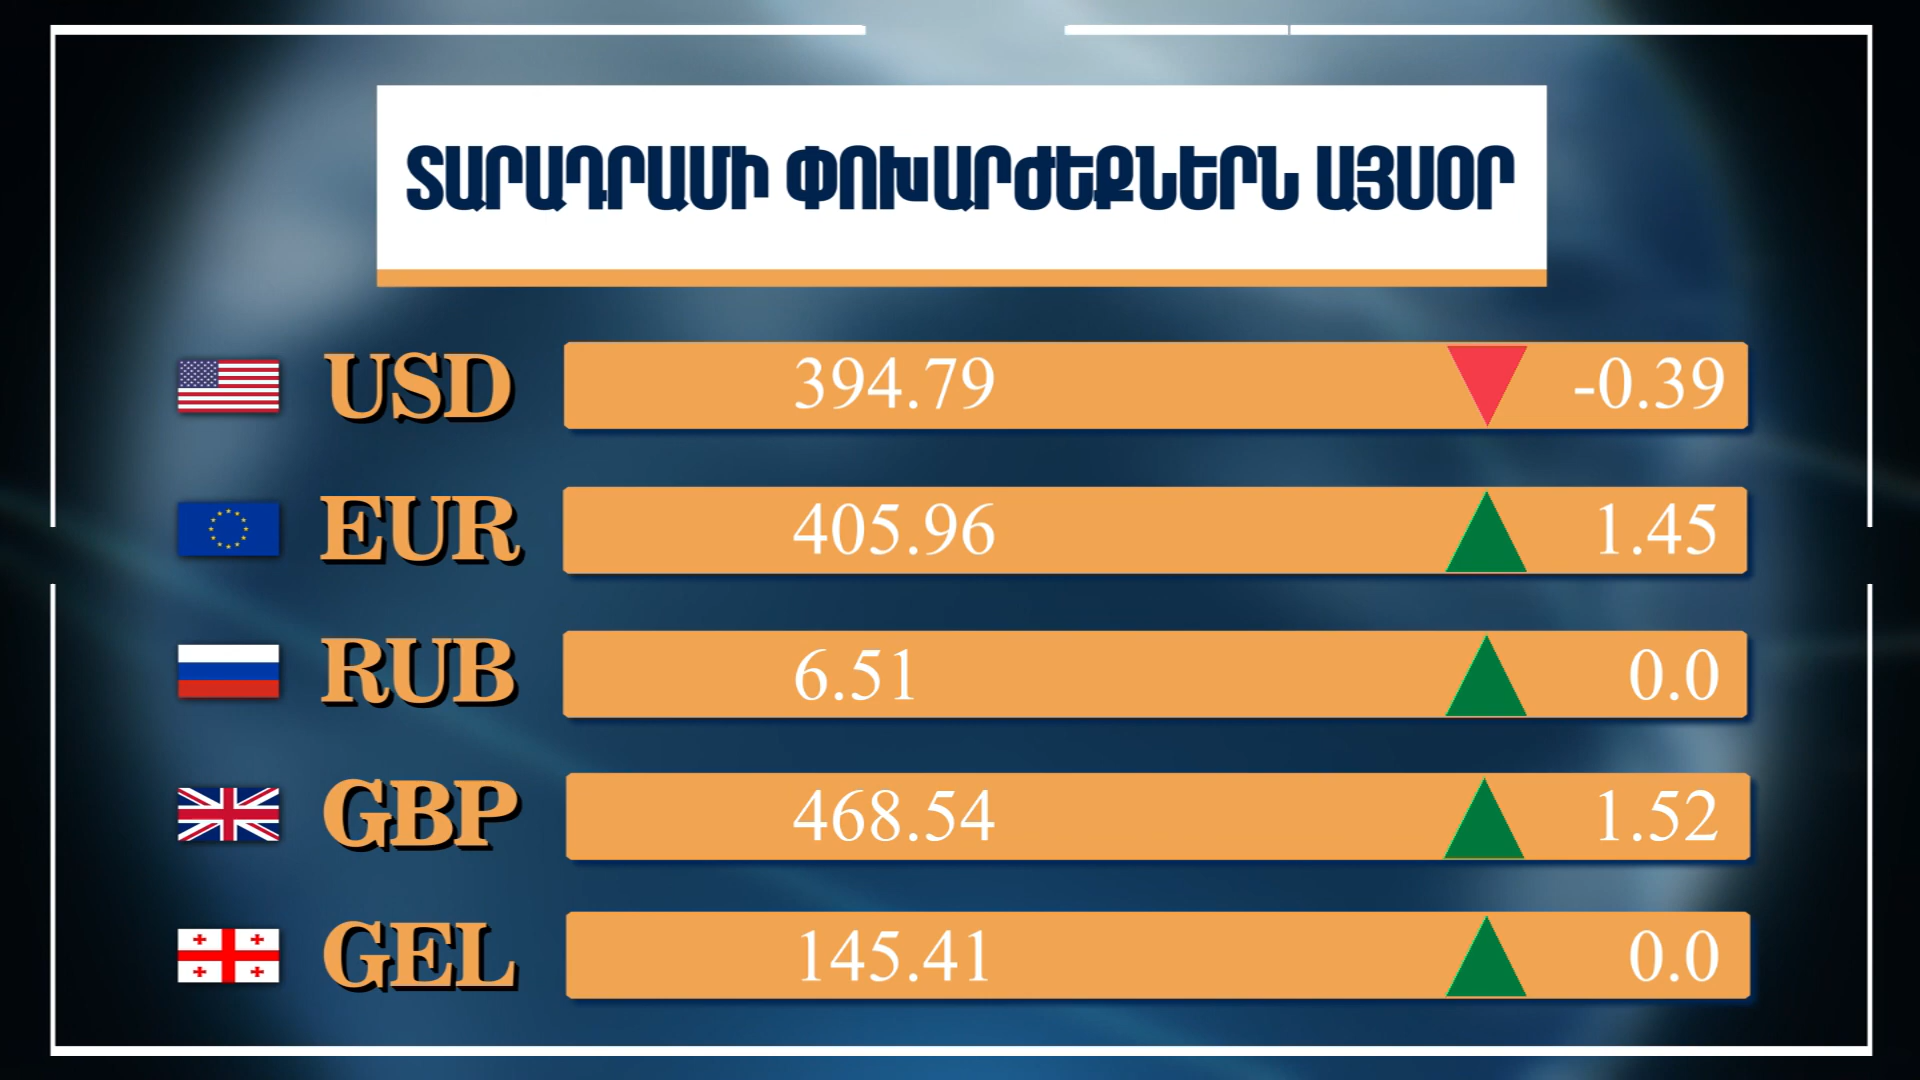 ՏԱՐԱԴՐԱՄԻ ՓՈԽԱՐԺԵՔՆԵՐՆ ԱՅՍՕՐ
USD 394.79 -0.39
EUR 405.96 1.45
RUB 6.51 0.0
GBP 468.54 1.52
GEL 145.41 0.0